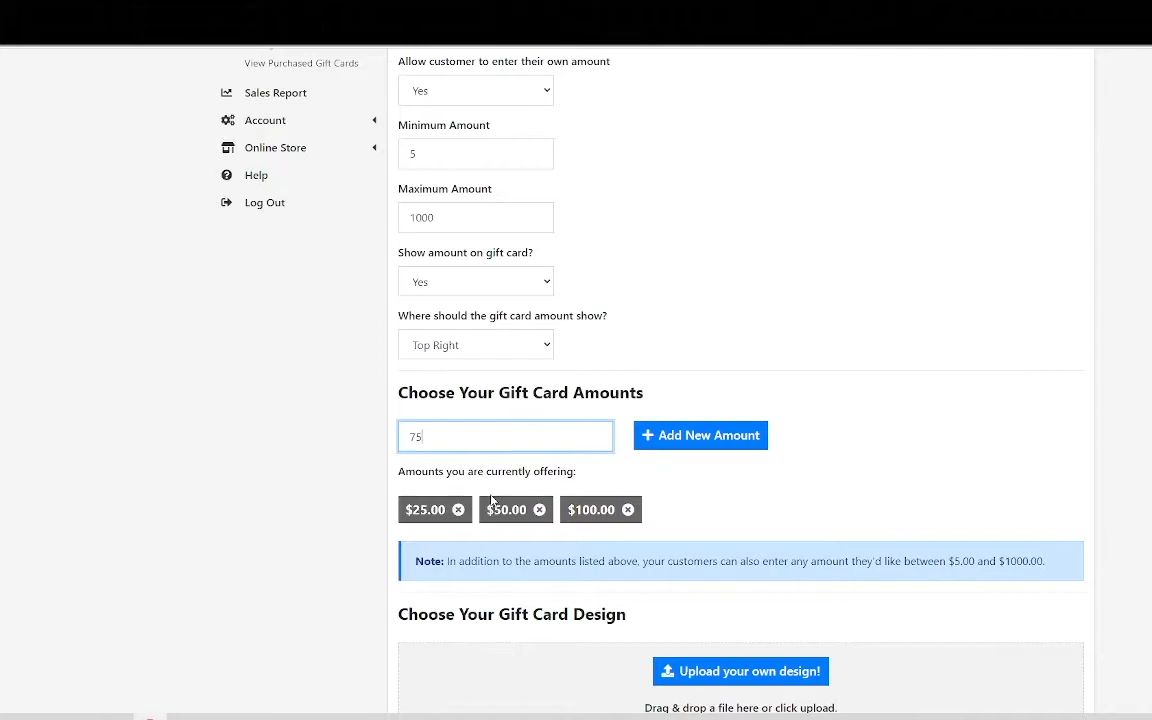 View Purchased Gift Cards
Sales Report
Account
Online Store
Help
Log Out
Allow customer to enter their own amount
Yes
Minimum Amount
5
Maximum Amount
1000
Show amount on gift card?
Yes
Where should the gift card amount show?
Top Right
Choose Your Gift Card Amounts
75
Add New Amount
Amounts you are currently offering:
$25.00 $50.00 $100.00
Note: In addition to the amounts listed above, your customers can also enter any amount they'd like between $5.00 and $1000.00.
Choose Your Gift Card Design
Upload your own design!
Drag & drop a file here or click upload.